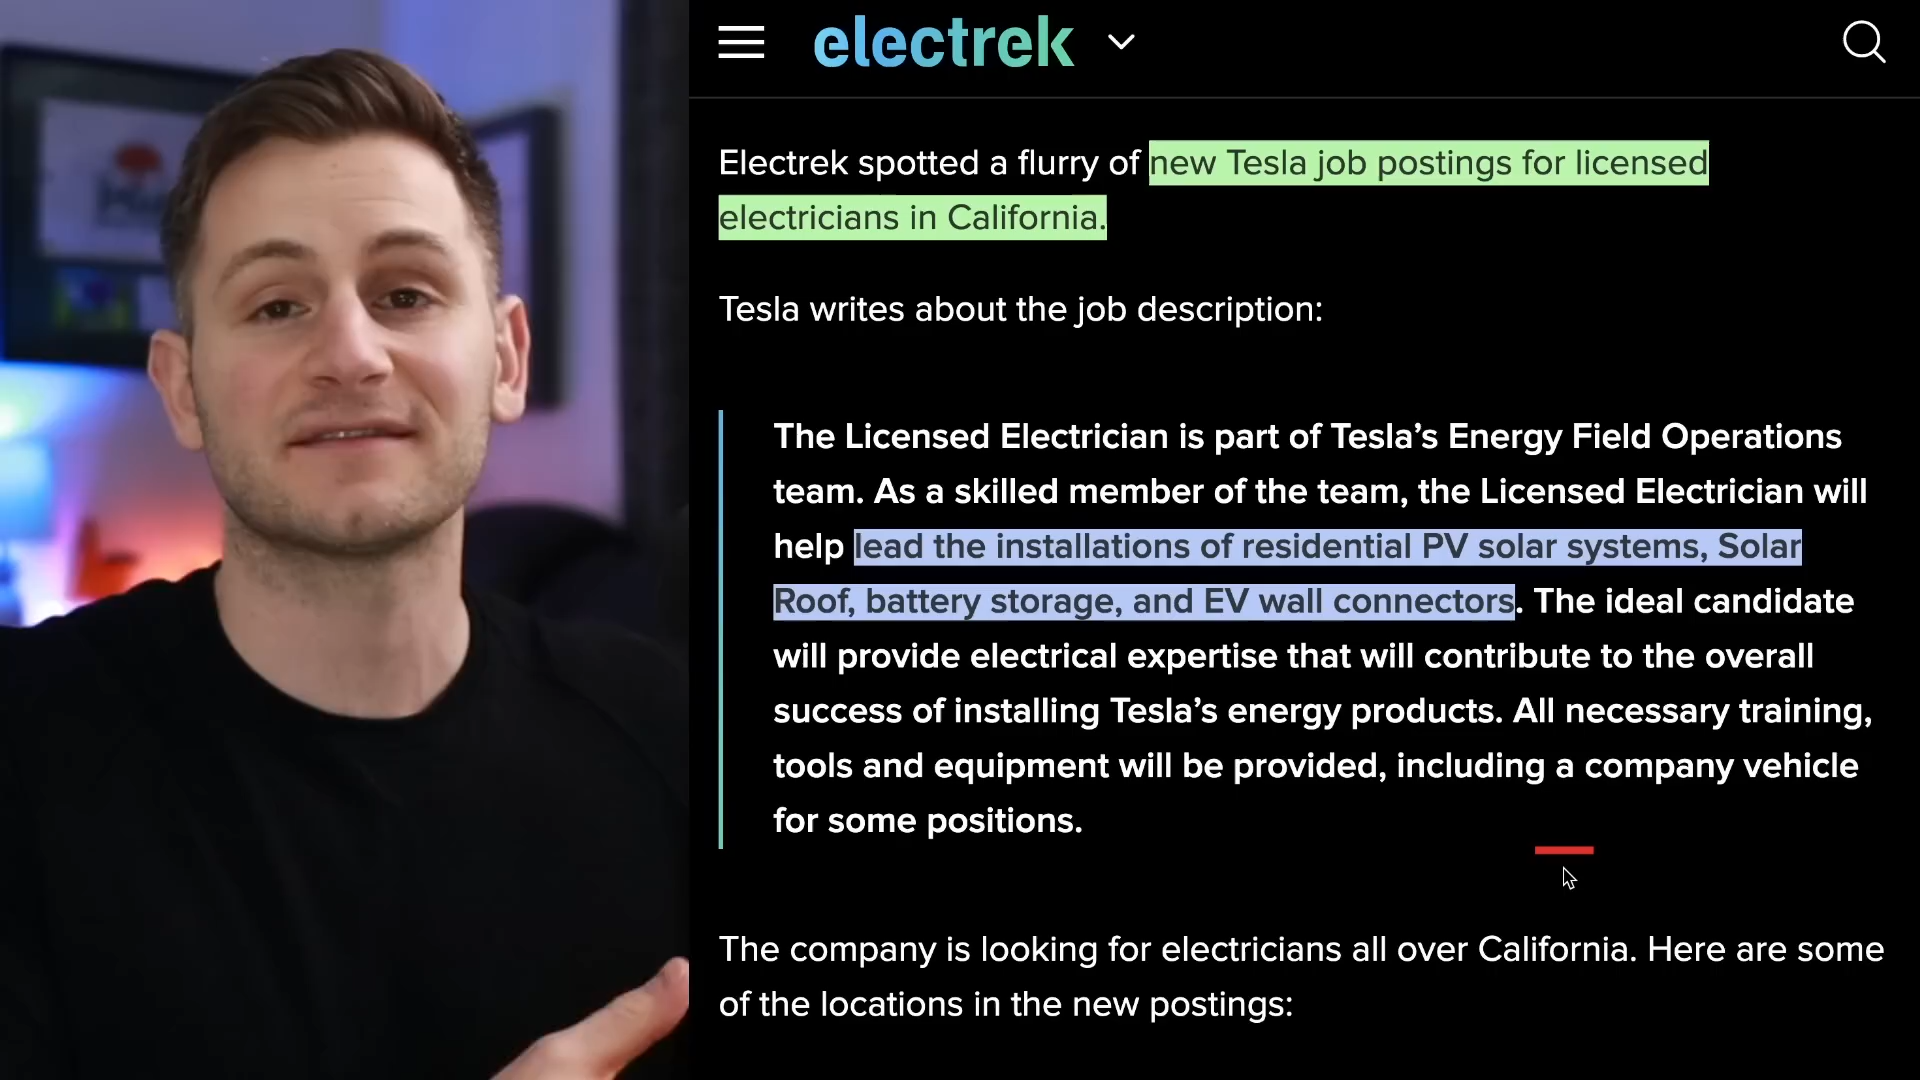 electrek
Electrek spotted a flurry of new Tesla job postings for licensed
electricians in California.
Tesla writes about the job description:
The Licensed Electrician is part of Tesla’s Energy Field Operations
team. As a skilled member of the team, the Licensed Electrician will
help lead the installations of residential PV solar systems, Solar
Roof, battery storage, and EV wall connectors. The ideal candidate
will provide electrical expertise that will contribute to the overall
success of installing Tesla’s energy products. All necessary training,
tools and equipment will be provided, including a company vehicle
for some positions.
The company is looking for electricians all over California. Here are some
of the locations in the new postings: